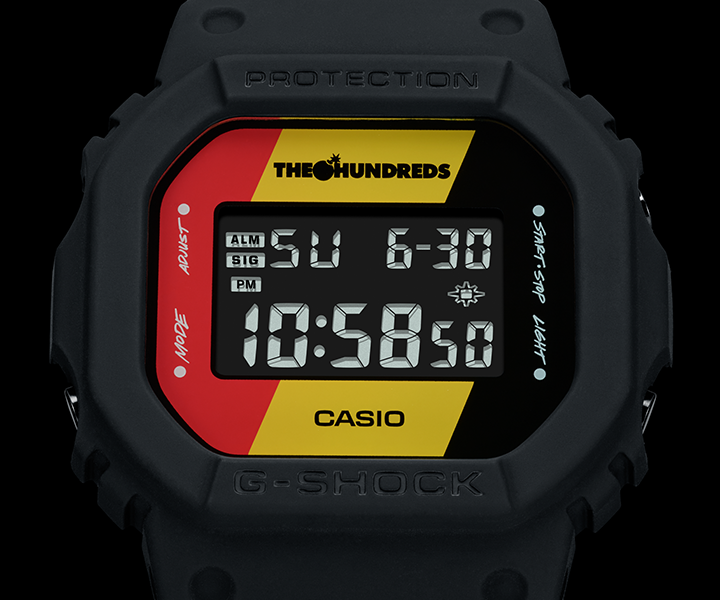 PROTECTION
THE HUNDREDS
ADJUST
START·STOP
ALM SU 6-30
SIG
PM
10:58 50
MODE
LIGHT
CASIO
G-SHOCK